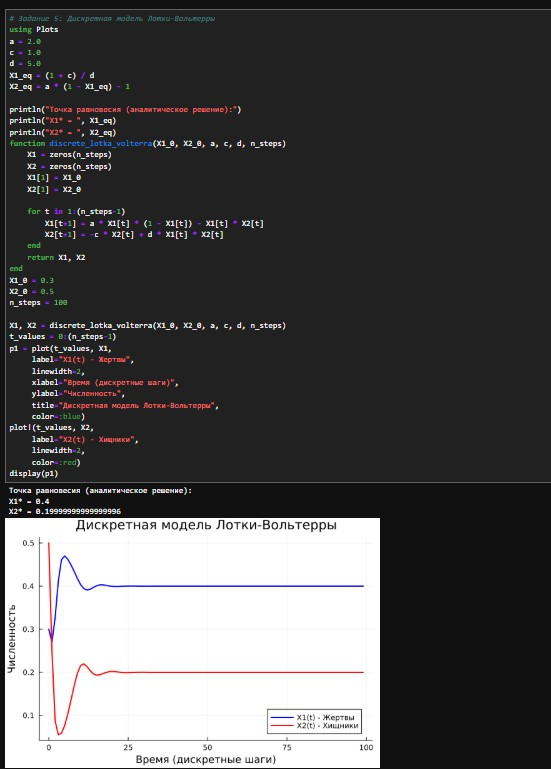 # Задание 5: Дискретная модель Лотки-Вольтерры
using Plots
a = 2.0
c = 1.0
d = 5.0
X1_eq = (1 + c) / d
X2_eq = a * (1 - X1_eq) - 1
println("Точка равновесия (аналитическое решение):")
println("X1* = ", X1_eq)
println("X2* = ", X2_eq)
function discrete_lotka_volterra(X1_0, X2_0, a, c, d, n_steps)
    X1 = zeros(n_steps)
    X2 = zeros(n_steps)
    X1[1] = X1_0
    X2[1] = X2_0
    for t in 1:(n_steps-1)
        X1[t+1] = a * X1[t] * (1 - X1[t]) - X1[t] * X2[t]
        X2[t+1] = -c * X2[t] + d * X1[t] * X2[t]
    end
    return X1, X2
end
X1_0 = 0.3
X2_0 = 0.5
n_steps = 100
X1, X2 = discrete_lotka_volterra(X1_0, X2_0, a, c, d, n_steps)
t_values = 0:(n_steps-1)
p1 = plot(t_values, X1,
     label="X1(t) - Жертвы",
     linewidth=2,
     xlabel="Время (дискретные шаги)",
     ylabel="Численность",
     title="Дискретная модель Лотки-Вольтерры",
     color=:blue)
plot!(t_values, X2,
     label="X2(t) - Хищники",
     linewidth=2,
     color=:red)
display(p1)
Точка равновесия (аналитическое решение):
X1* = 0.4
X2* = 0.19999999999999996
Дискретная модель Лотки-Вольтерры
Численность
0.5
0.4
0.3
0.2
0.1
X1(t) - Жертвы
X2(t) - Хищники
0 25 50 75 100
Время (дискретные шаги)